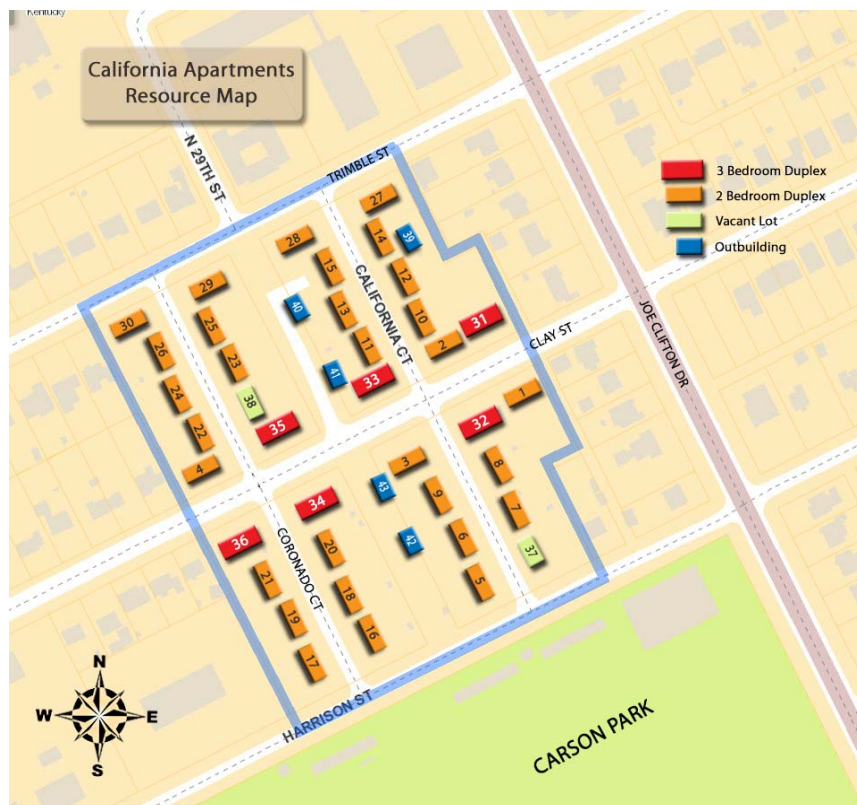 Kentucky
California Apartments
Resource Map
N 29TH ST
TRIMBLE ST
3 Bedroom Duplex
2 Bedroom Duplex
Vacant Lot
Outbuilding
27
14
39
28
15
12
CALIFORNIA CT
29
40
13
10
31
30
25
11
2
CLAY ST
JOE CLIFTON DR
26
23
41
33
24
38
1
22
35
32
4
3
8
43
9
34
7
36
20
42
6
37
CORONADO CT
21
18
5
19
16
17
HARRISON ST
N
W
E
S
CARSON PARK